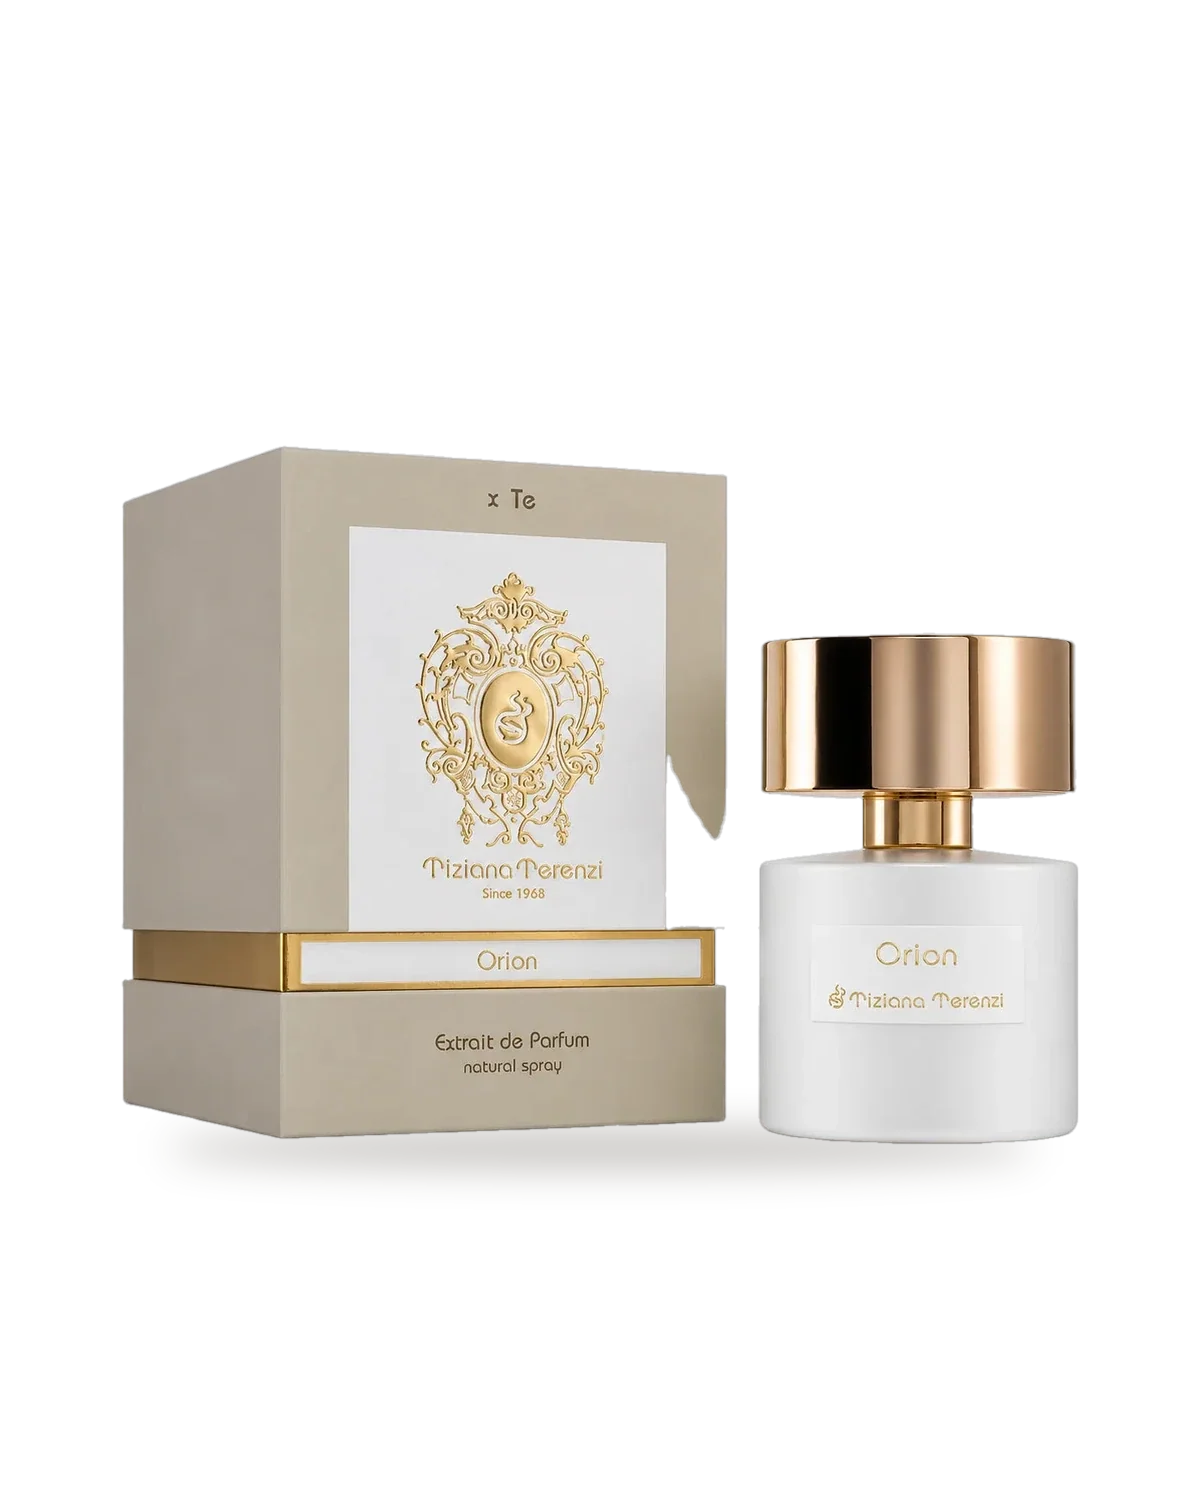 x Te
Tiziana Terenzi
Since 1968
Orion
Extrait de Parfum
natural spray
Orion
Tiziana Terenzi